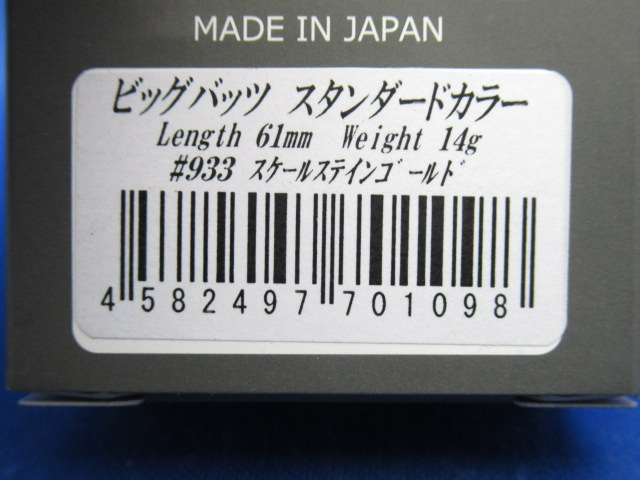 MADE IN JAPAN
ビッグバッツ スタンダードカラー
Length 61mm Weight 14g
#933 スケールステインゴールド
4 582497 701098